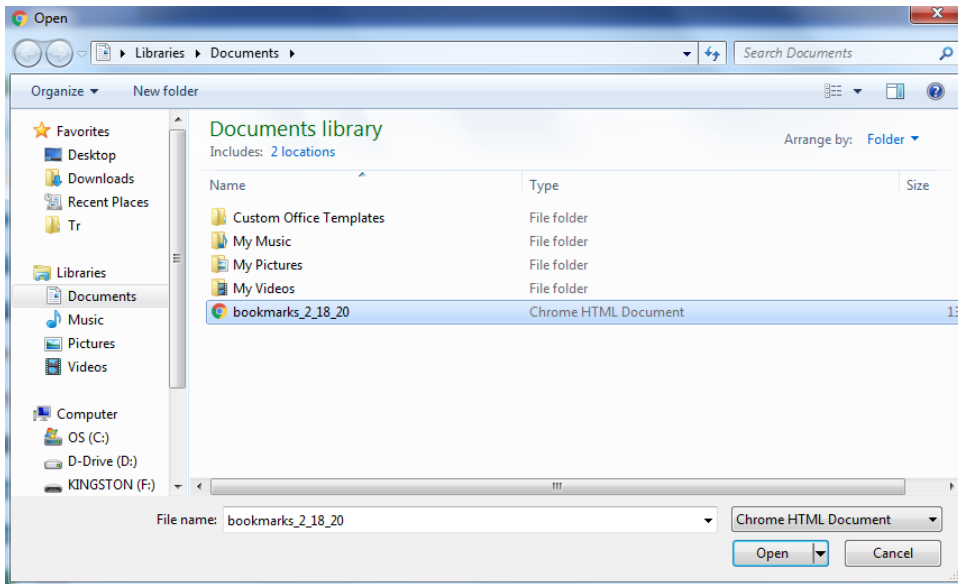 Open
Libraries Documents
Search Documents
Organize New folder
Favorites
Desktop
Downloads
Recent Places
Tr
Libraries
Documents
Music
Pictures
Videos
Computer
OS (C:)
D-Drive (D:)
KINGSTON (F:)
Documents library
Includes: 2 locations
Arrange by: Folder
Name Type Size
Custom Office Templates File folder
My Music File folder
My Pictures File folder
My Videos File folder
bookmarks_2_18_20 Chrome HTML Document
File name: bookmarks_2_18_20 Chrome HTML Document
Open Cancel